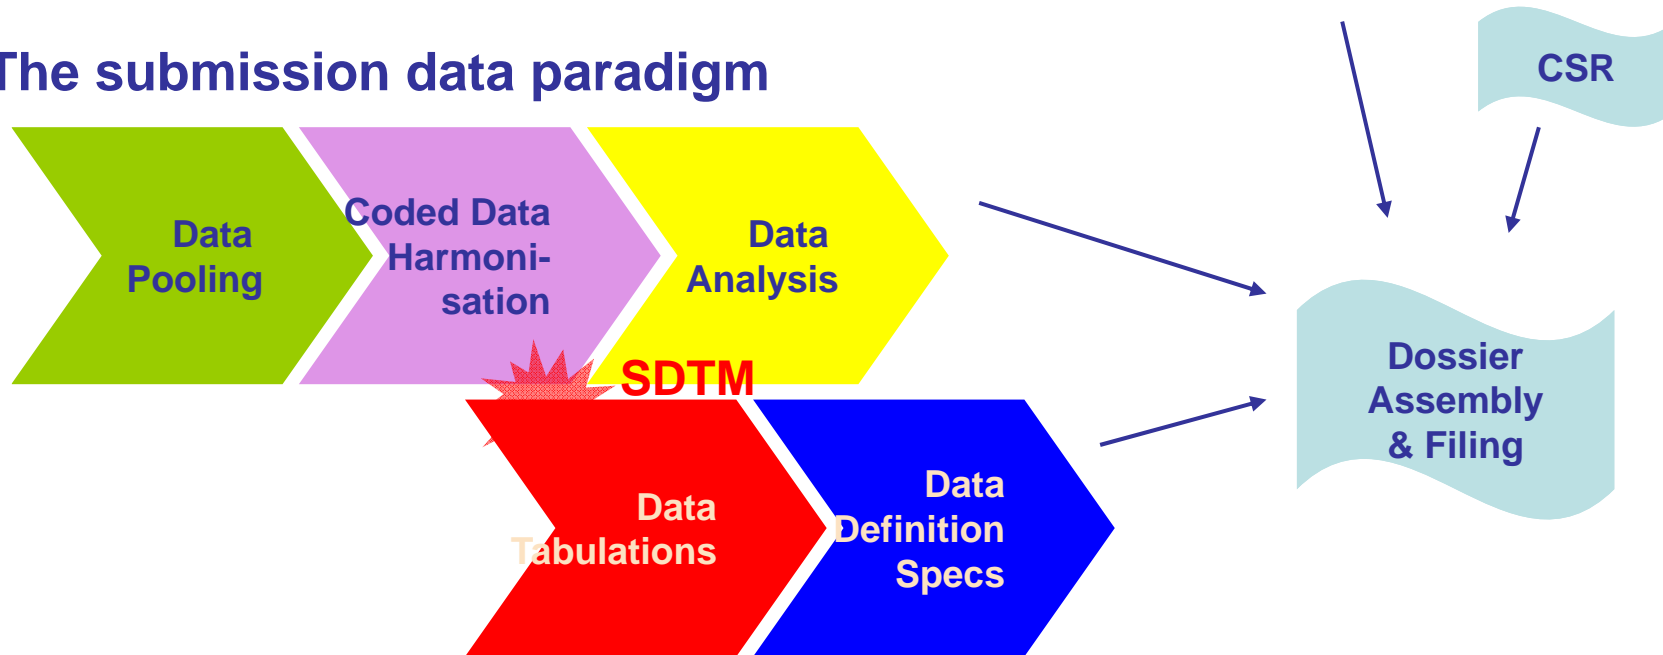 The submission data paradigm
CSR
Data
Pooling
Coded Data
Harmoni-
sation
Data
Analysis
SDTM
Data
Tabulations
Data
Definition
Specs
Dossier
Assembly
& Filing